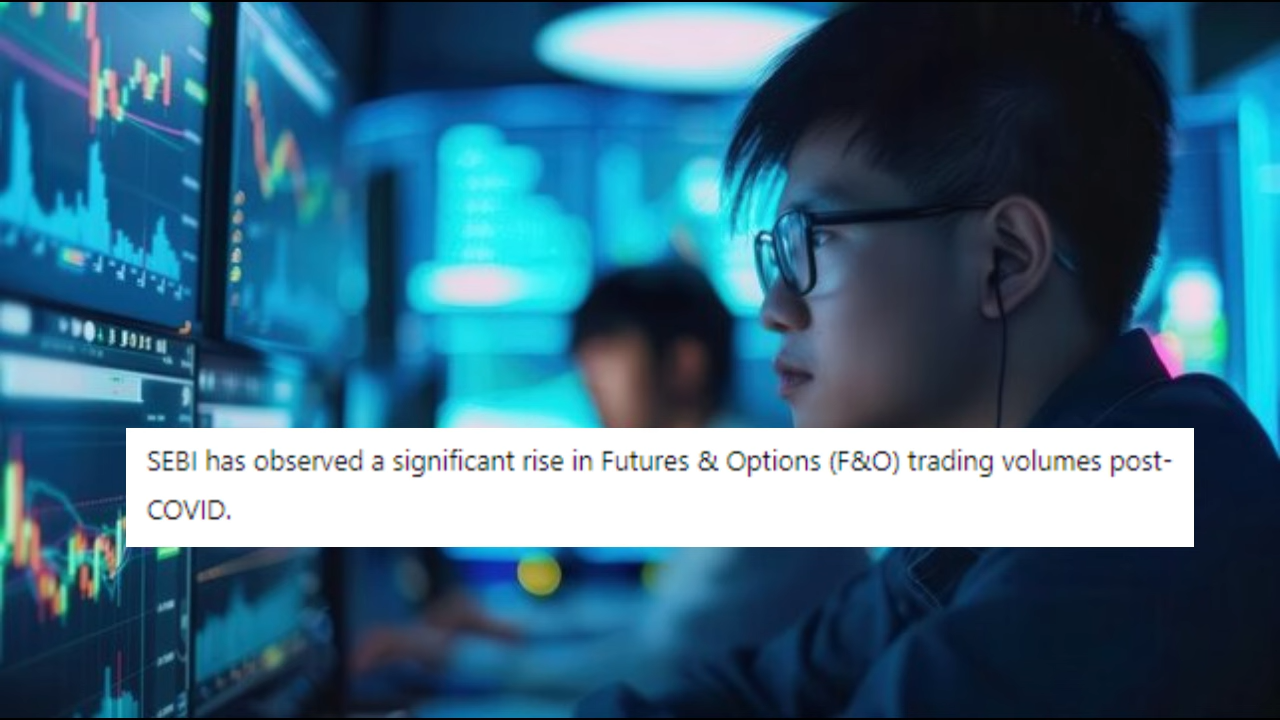 SEBI has observed a significant rise in Futures & Options (F&O) trading volumes post-
COVID.